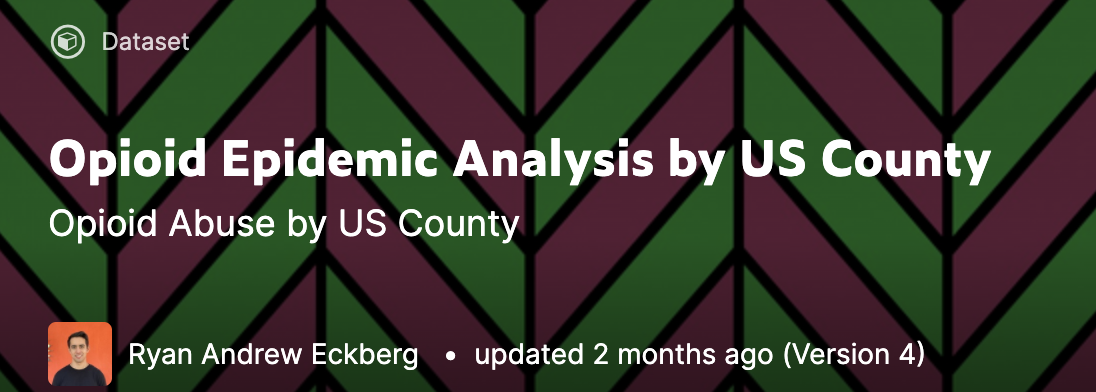 Dataset
Opioid Epidemic Analysis by US County
Opioid Abuse by US County
Ryan Andrew Eckberg • updated 2 months ago (Version 4)